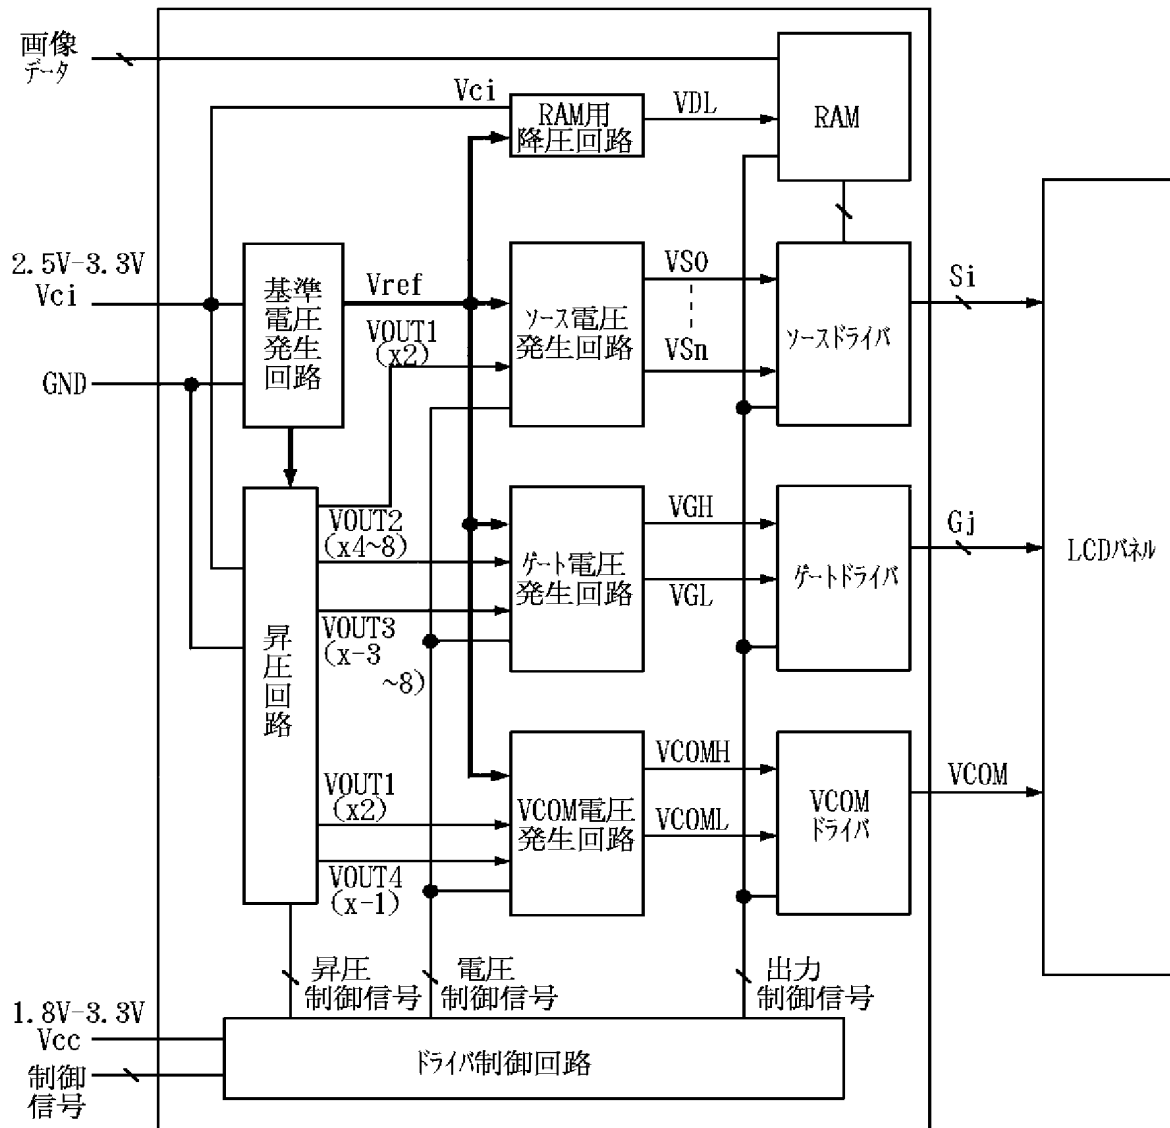 画像
データ
Vci
RAM用
降圧回路
VDL
RAM
2.5V-3.3V
Vci
GND
基準
電圧
発生
回路
Vref
VOUT1
(x2)
ソース電圧
発生回路
VS0
VSn
ソースドライバ
Si
昇
圧
回
路
VOUT2
(x4~8)
VOUT3
(x-3
~8)
ゲート電圧
発生回路
VGH
VGL
ゲートドライバ
Gj
LCDパネル
VOUT1
(x2)
VOUT4
(x-1)
VCOM電圧
発生回路
VCOMH
VCOML
VCOM
ドライバ
VCOM
昇圧
制御信号
電圧
制御信号
出力
制御信号
1.8V-3.3V
Vcc
制御
信号
ドライバ制御回路